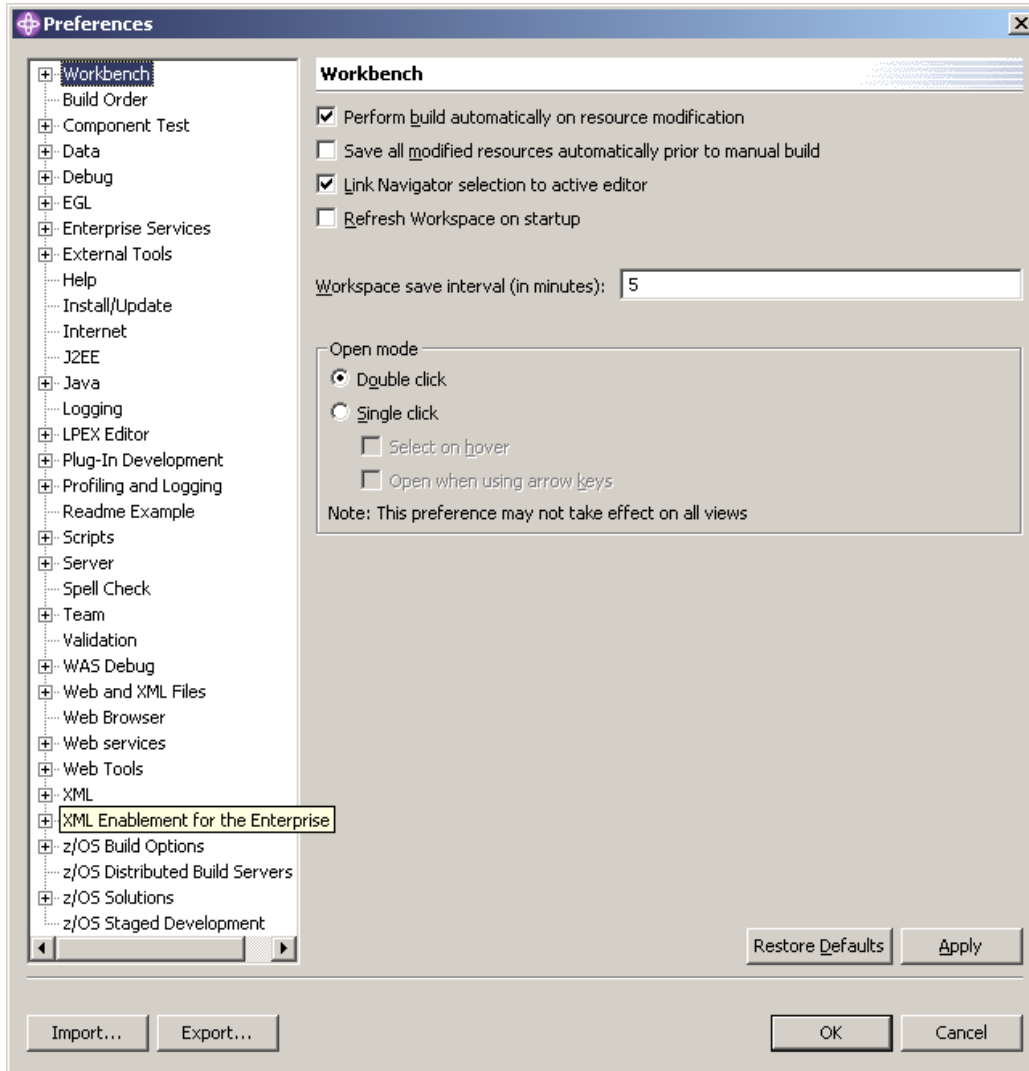 Preferences
Workbench
Build Order
Component Test
Data
Debug
EGL
Enterprise Services
External Tools
Help
Install/Update
Internet
J2EE
Java
Logging
LPEX Editor
Plug-In Development
Profiling and Logging
Readme Example
Scripts
Server
Spell Check
Team
Validation
WAS Debug
Web and XML Files
Web Browser
Web services
Web Tools
XML
XML Enablement for the Enterprise
z/OS Build Options
z/OS Distributed Build Servers
z/OS Solutions
z/OS Staged Development
Workbench
Perform build automatically on resource modification
Save all modified resources automatically prior to manual build
Link Navigator selection to active editor
Refresh Workspace on startup
Workspace save interval (in minutes): 5
Open mode
Double click
Single click
Select on hover
Open when using arrow keys
Note: This preference may not take effect on all views
Restore Defaults Apply
Import... Export... OK Cancel